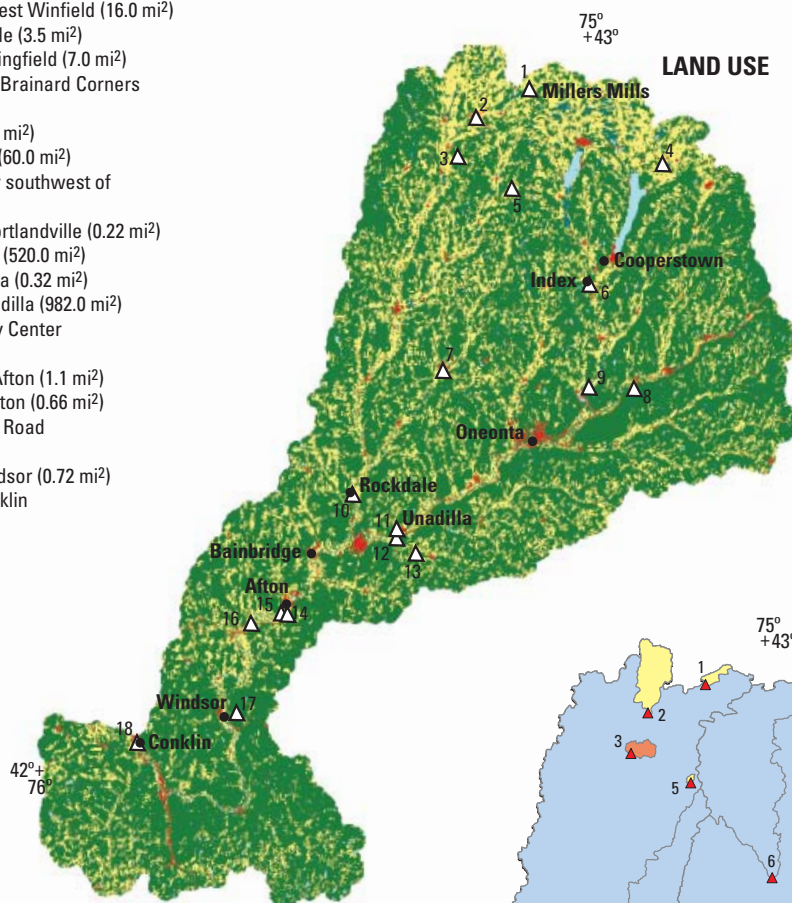 est Winfield (16.0 mi²)
le (3.5 mi²)
ingfield (7.0 mi²)
Brainard Corners
mi²)
(60.0 mi²)
southwest of
ortlandville (0.22 mi²)
(520.0 mi²)
a (0.32 mi²)
dilla (982.0 mi²)
y Center
Afton (1.1 mi²)
ton (0.66 mi²)
Road
dsor (0.72 mi²)
klin
75°
+43°
LAND USE
1
Millers Mills
2
3
4
5
Cooperstown
Index
6
7
9
8
Oneonta
Rockdale
10
11
Unadilla
12
Bainbridge
13
Afton
15
14
16
Windsor
17
18
Conklin
42°+
76°
75°
+43°
1
2
3
5
6